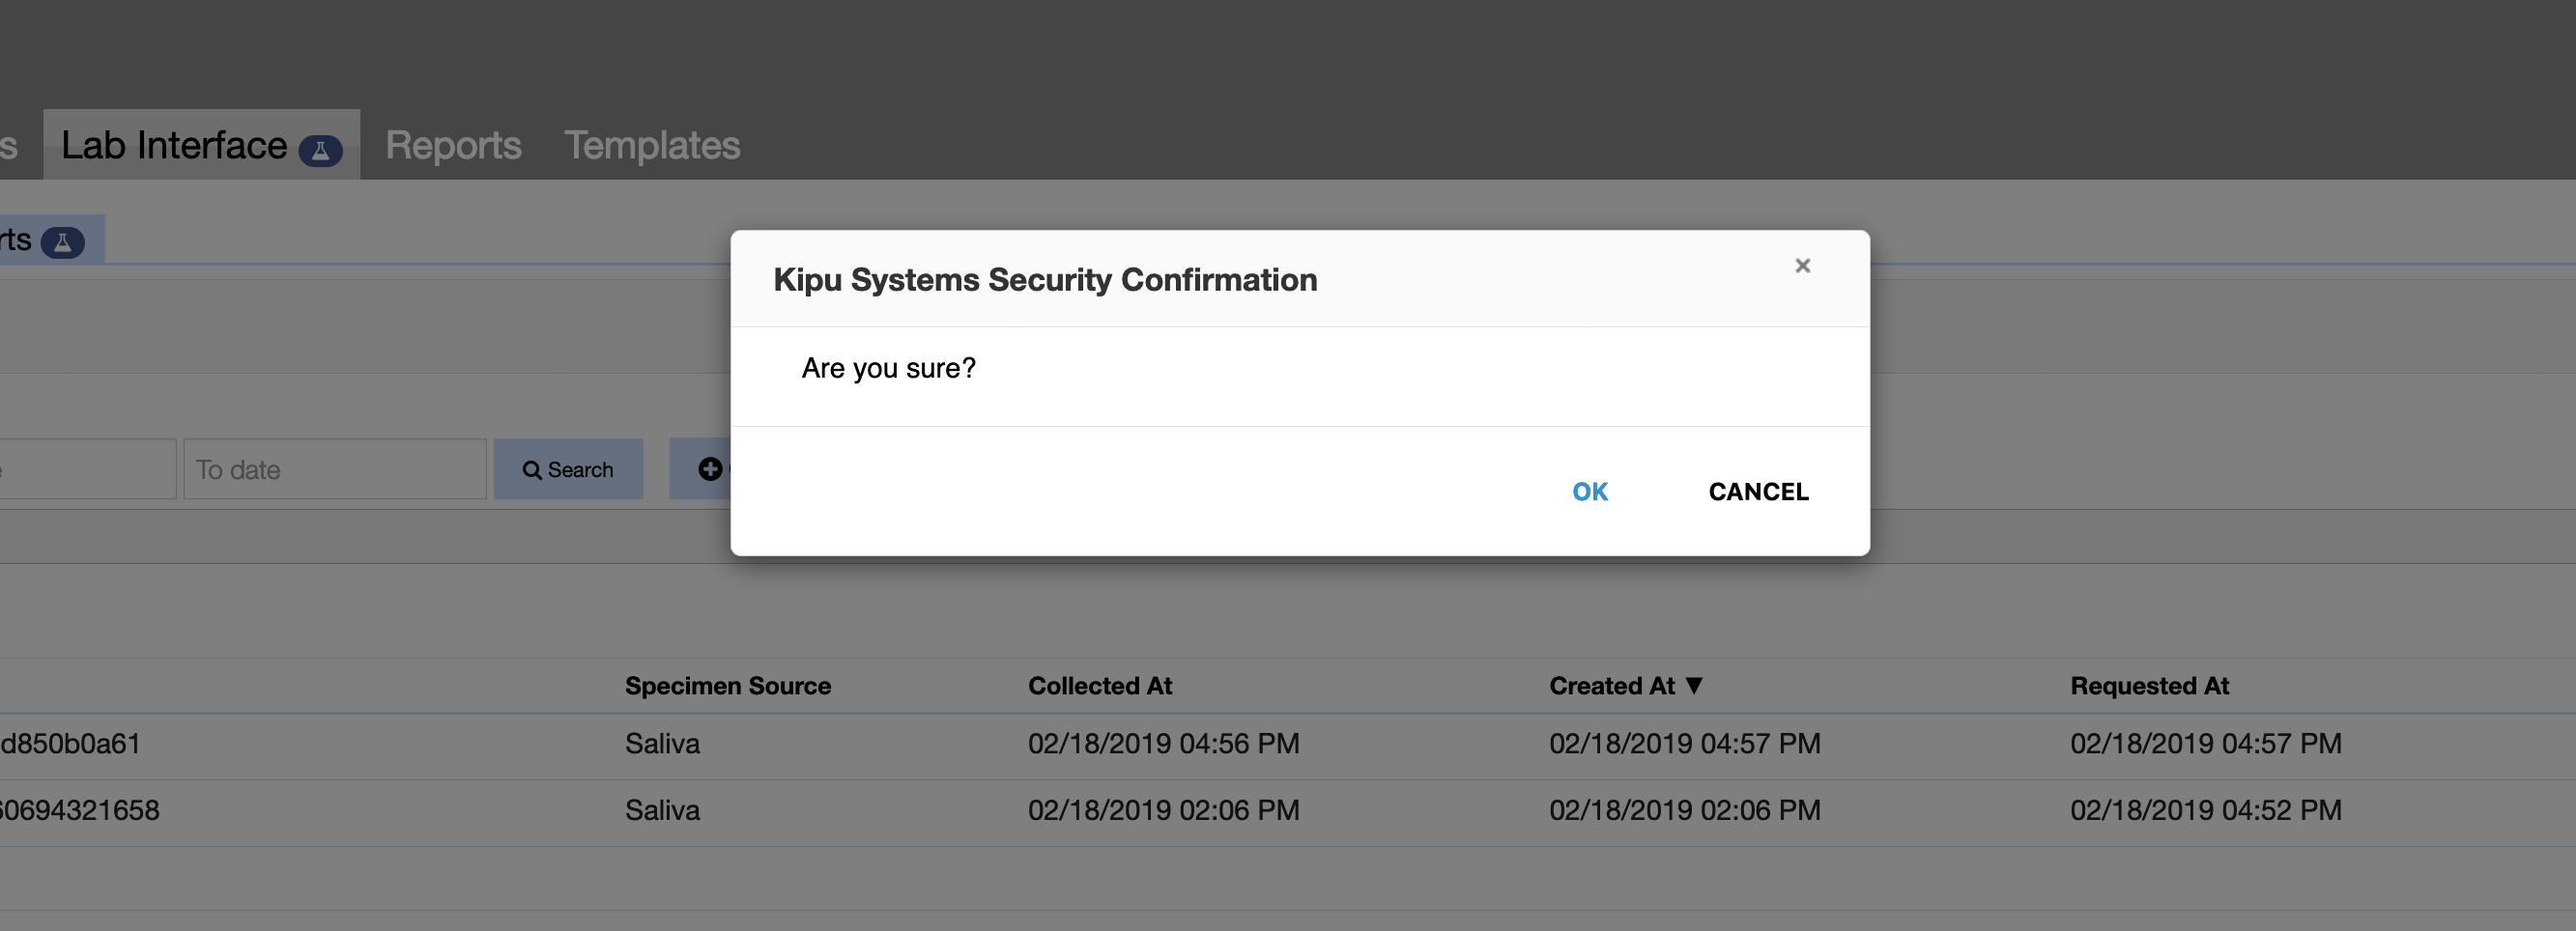 s Lab Interface Reports Templates
rts
Kipu Systems Security Confirmation ×
Are you sure?
OK CANCEL
To date Search
Specimen Source Collected At Created At ▼ Requested At
d850b0a61 Saliva 02/18/2019 04:56 PM 02/18/2019 04:57 PM 02/18/2019 04:57 PM
60694321658 Saliva 02/18/2019 02:06 PM 02/18/2019 02:06 PM 02/18/2019 04:52 PM